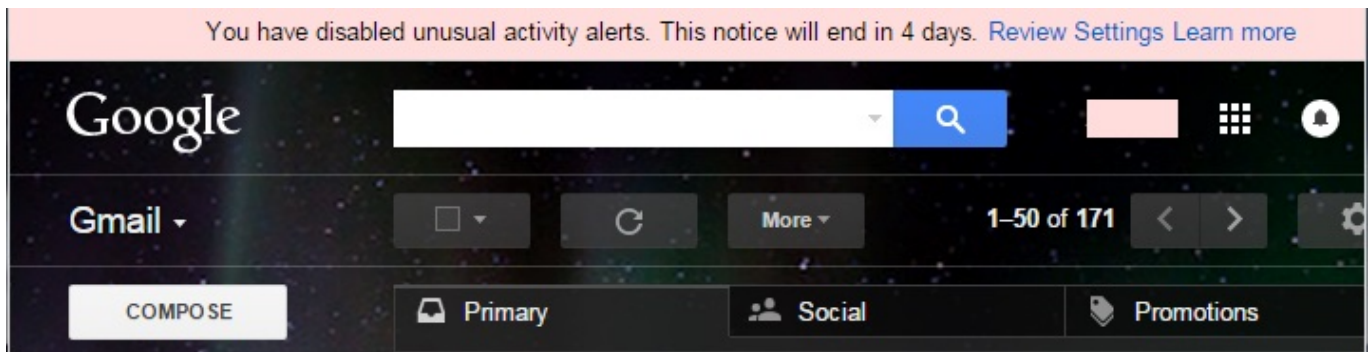 You have disabled unusual activity alerts. This notice will end in 4 days. Review Settings Learn more
Google
Gmail
More
1–50 of 171
COMPOSE
Primary
Social
Promotions